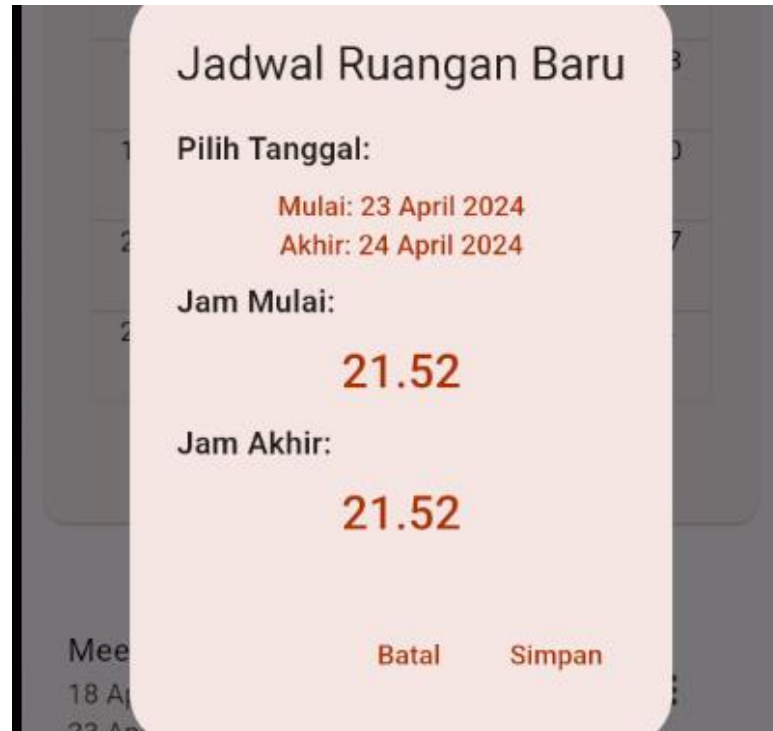 Jadwal Ruangan Baru
Pilih Tanggal:
Mulai: 23 April 2024
Akhir: 24 April 2024
Jam Mulai:
21.52
Jam Akhir:
21.52
Batal Simpan
Mee
18 Ap